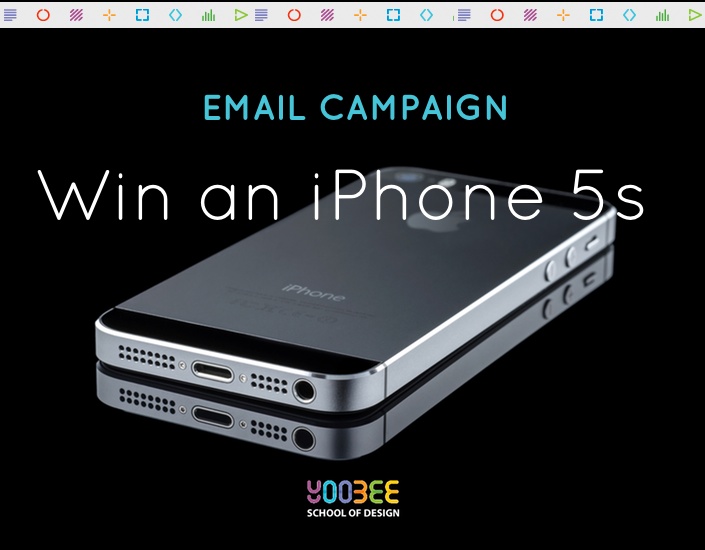 EMAIL CAMPAIGN
Win an iPhone 5s
iPhone
YOOBEE
SCHOOL OF DESIGN